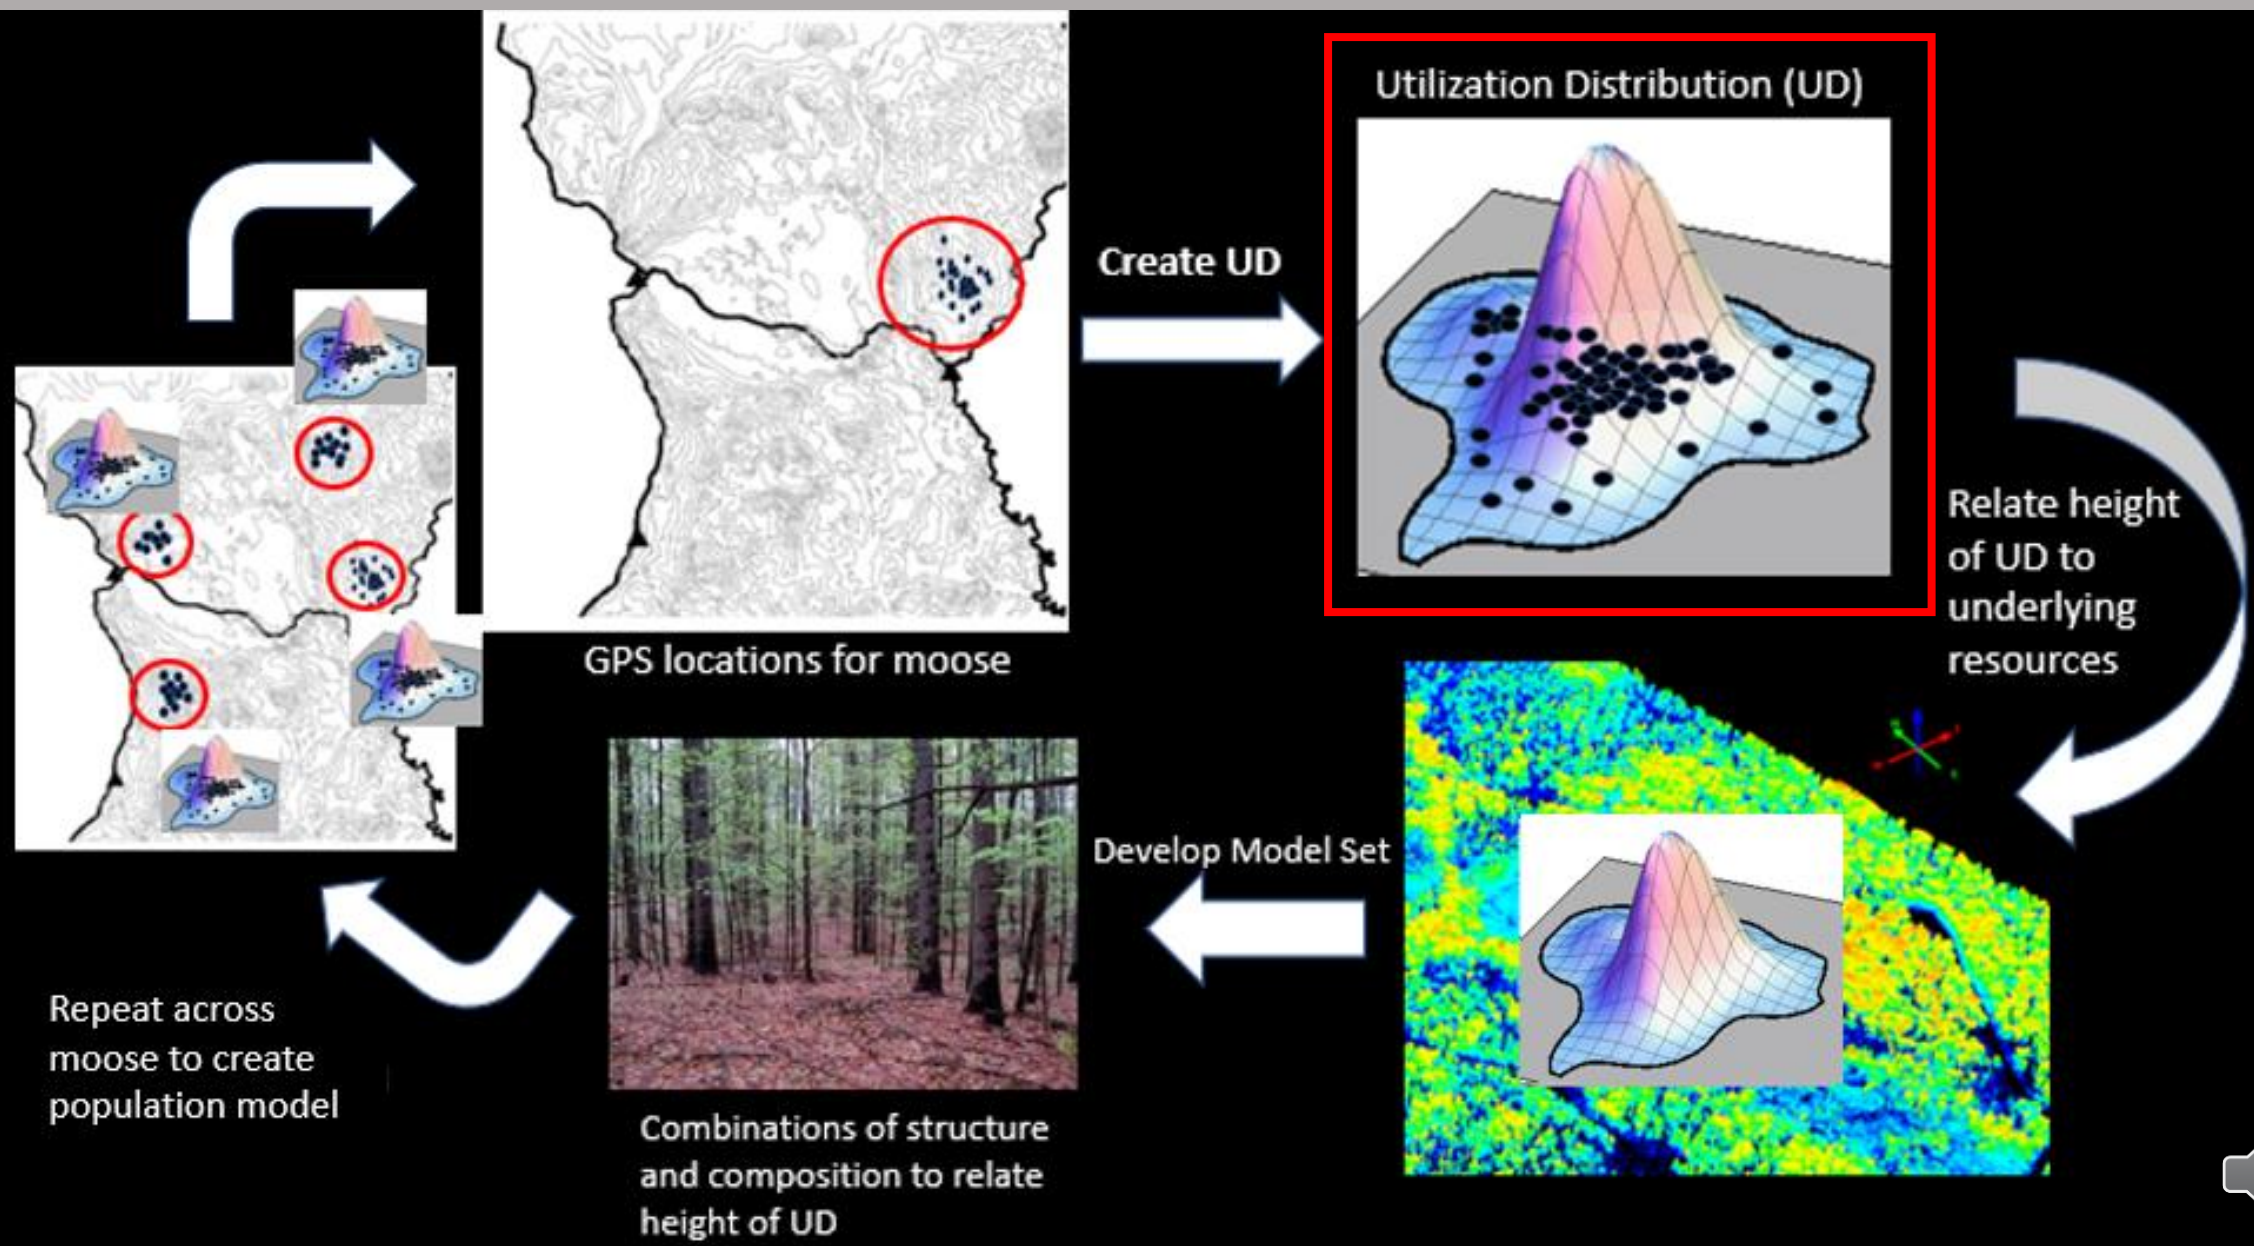 GPS locations for moose
Create UD
Utilization Distribution (UD)
Relate height
of UD to
underlying
resources
Develop Model Set
Combinations of structure
and composition to relate
height of UD
Repeat across
moose to create
population model